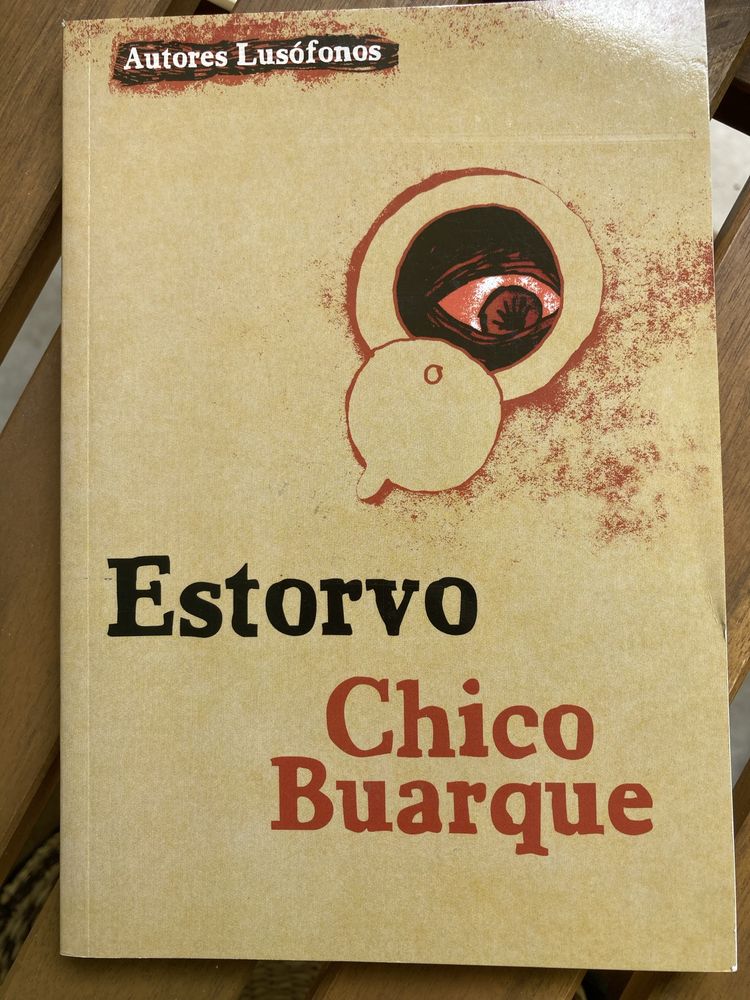 Autores Lusófonos
Estorvo
Chico
Buarque